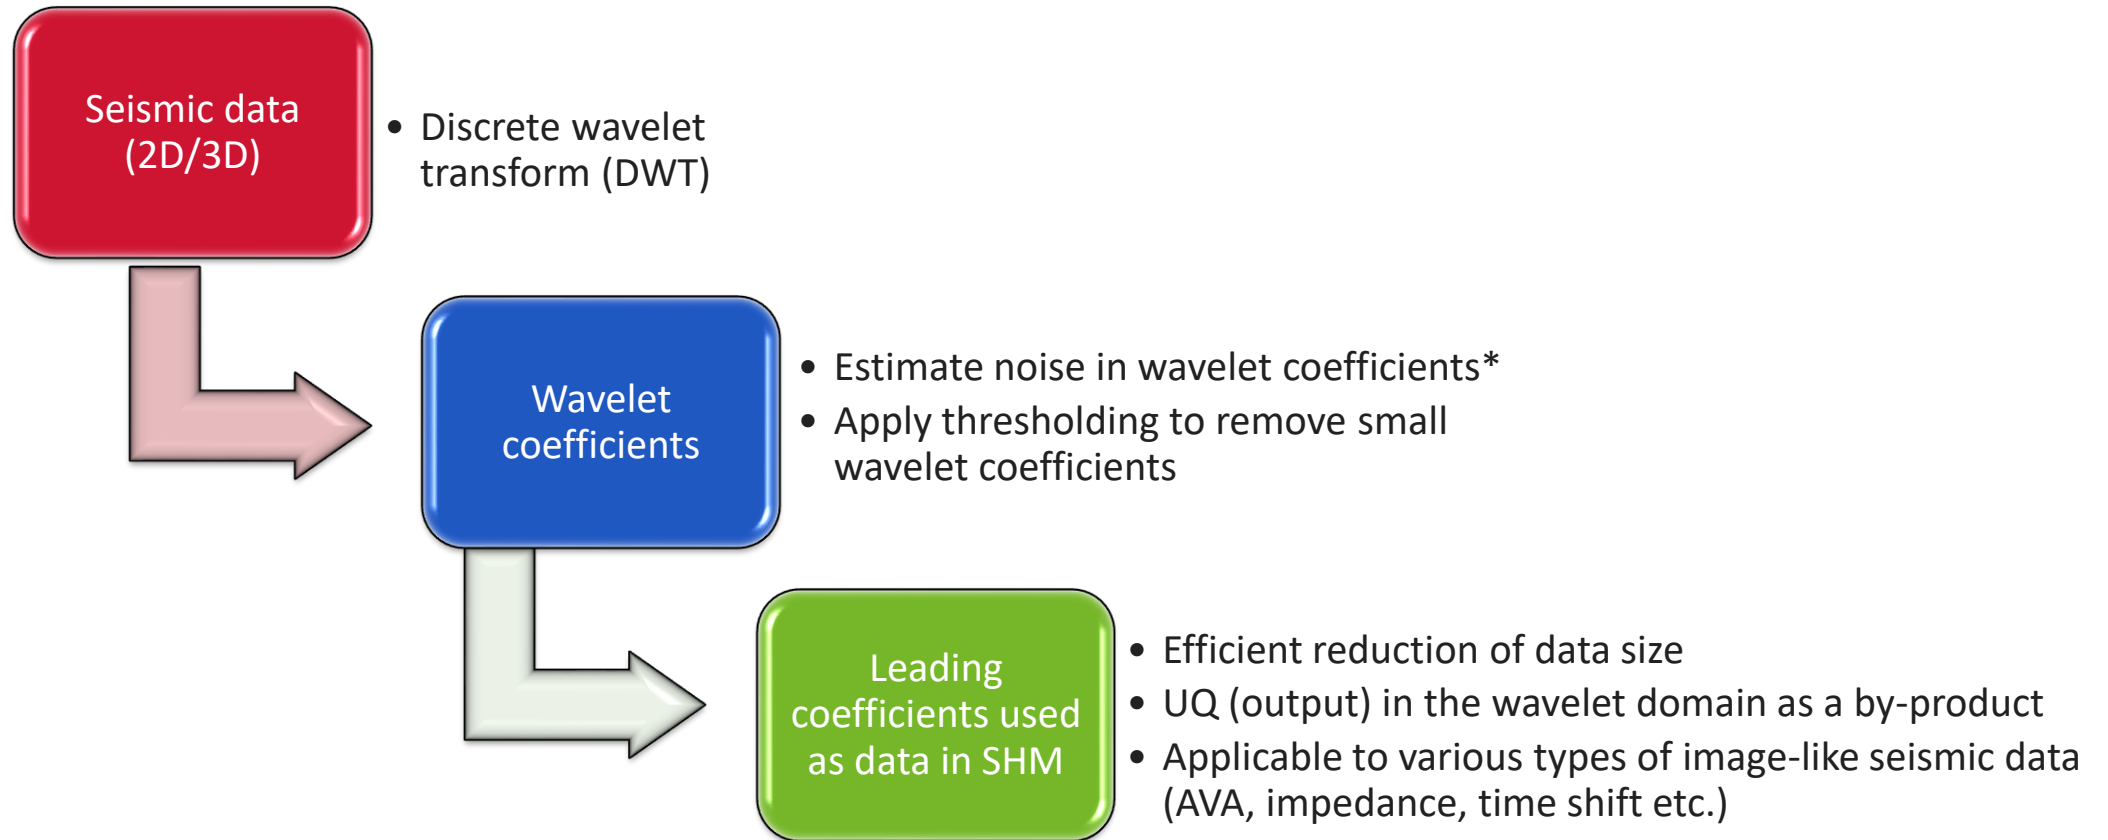 Seismic data
(2D/3D)
• Discrete wavelet
transform (DWT)
Wavelet
coefficients
• Estimate noise in wavelet coefficients*
• Apply thresholding to remove small
wavelet coefficients
Leading
coefficients used
as data in SHM
• Efficient reduction of data size
• UQ (output) in the wavelet domain as a by-product
• Applicable to various types of image-like seismic data
(AVA, impedance, time shift etc.)